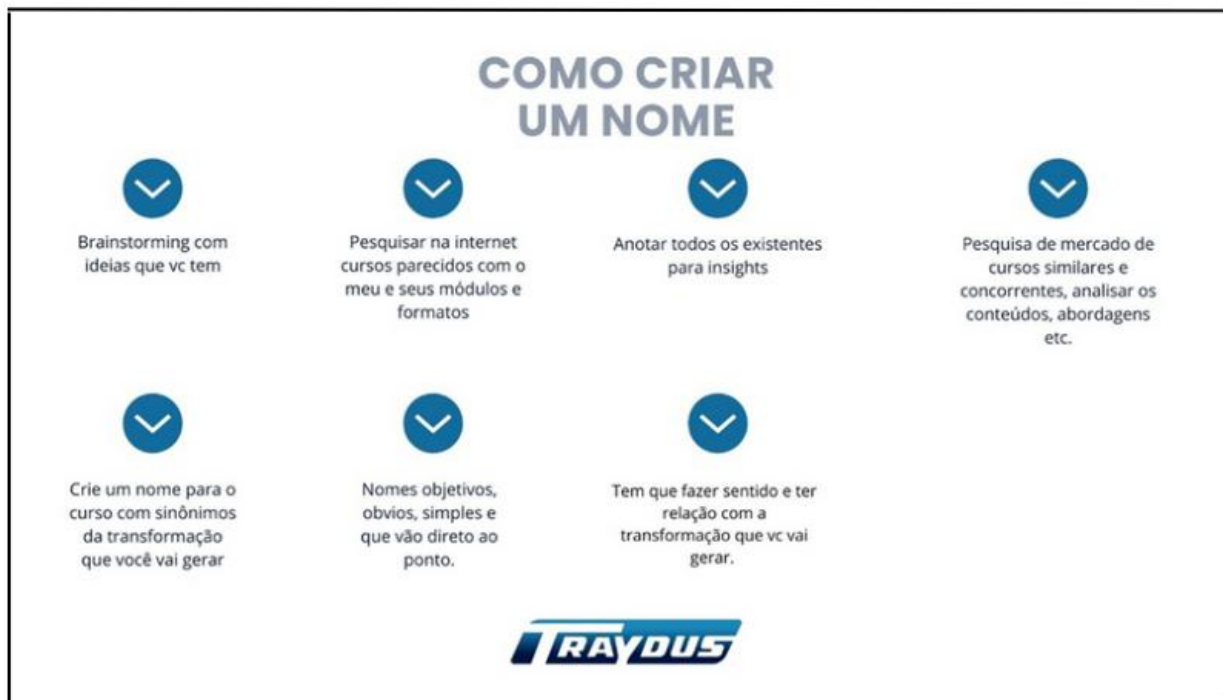 COMO CRIAR
UM NOME
Brainstorming com
ideias que vc tem
Pesquisar na internet
cursos parecidos com o
meu e seus módulos e
formatos
Anotar todos os existentes
para insights
Pesquisa de mercado de
cursos similares e
concorrentes, analisar os
conteúdos, abordagens
etc.
Crie um nome para o
curso com sinônimos
da transformação
que você vai gerar
Nomes objetivos,
obvios, simples e
que vão direto ao
ponto.
Tem que fazer sentido e ter
relação com a
transformação que vc vai
gerar.
TRAYDUS